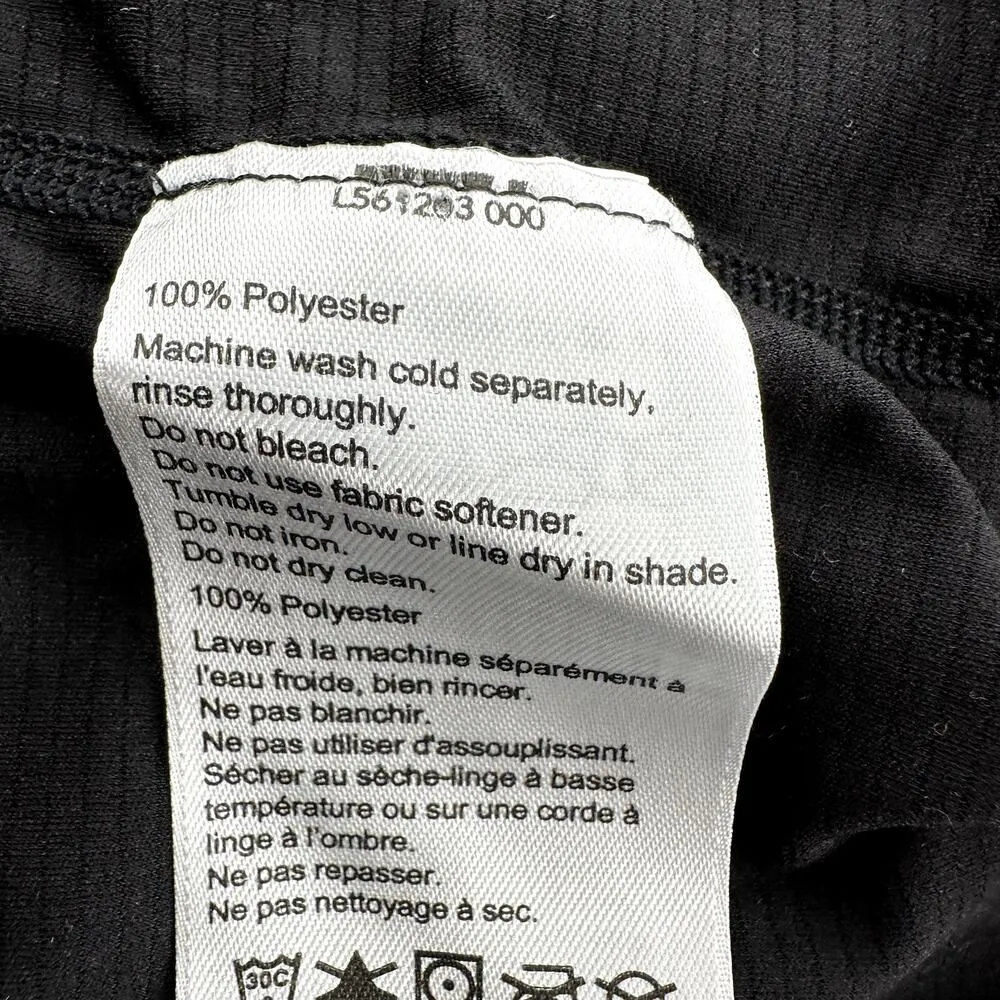 L561203 000
100% Polyester
Machine wash cold separately,
rinse thoroughly.
Do not bleach.
Do not use fabric softener.
Tumble dry low or line dry in shade.
Do not iron.
Do not dry clean.
100% Polyester
Laver à la machine séparément à
l'eau froide, bien rincer.
Ne pas blanchir.
Ne pas utiliser d'assouplissant.
Sécher au sèche-linge à basse
température ou sur une corde à
linge à l'ombre.
Ne pas repasser.
Ne pas nettoyage à sec.
30C